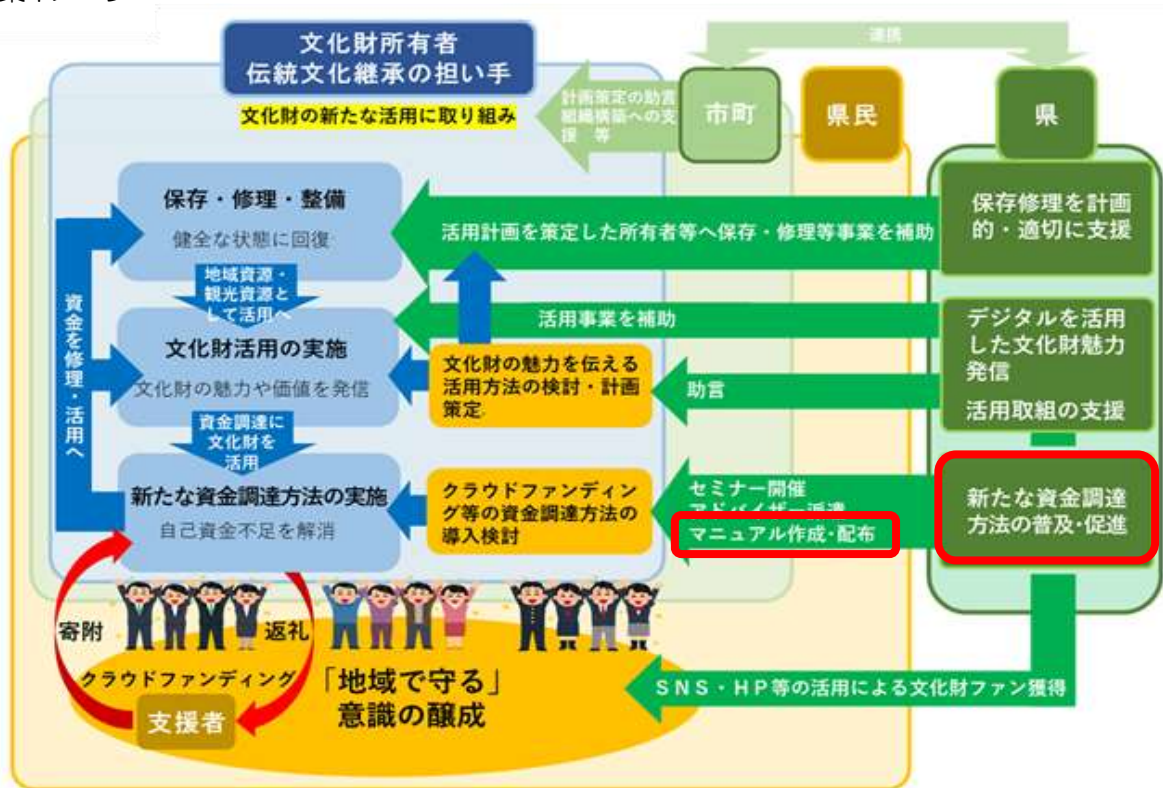 文化財所有者
伝統文化継承の担い手
文化財の新たな活用に取り組み
計画策定の助言
組織構築への支
援 等
市町
県民
県
連携
保存・修理・整備
健全な状態に回復
活用計画を策定した所有者等へ保存・修理等事業を補助
保存修理を計画
的・適切に支援
地域資源・
観光資源と
して活用へ
資金を修理・活用へ
文化財活用の実施
文化財の魅力や価値を発信
活用事業を補助
文化財の魅力を伝える
活用方法の検討・計画
策定
助言
デジタルを活用
した文化財魅力
発信
活用取組の支援
資金調達に
文化財を
活用
新たな資金調達方法の実施
自己資金不足を解消
クラウドファンディン
グ等の資金調達方法の
導入検討
セミナー開催
アドバイザー派遣
マニュアル作成・配布
新たな資金調達
方法の普及・促進
寄附
返礼
クラウドファンディング
支援者
「地域で守る」
意識の醸成
ＳＮＳ・ＨＰ等の活用による文化財ファン獲得